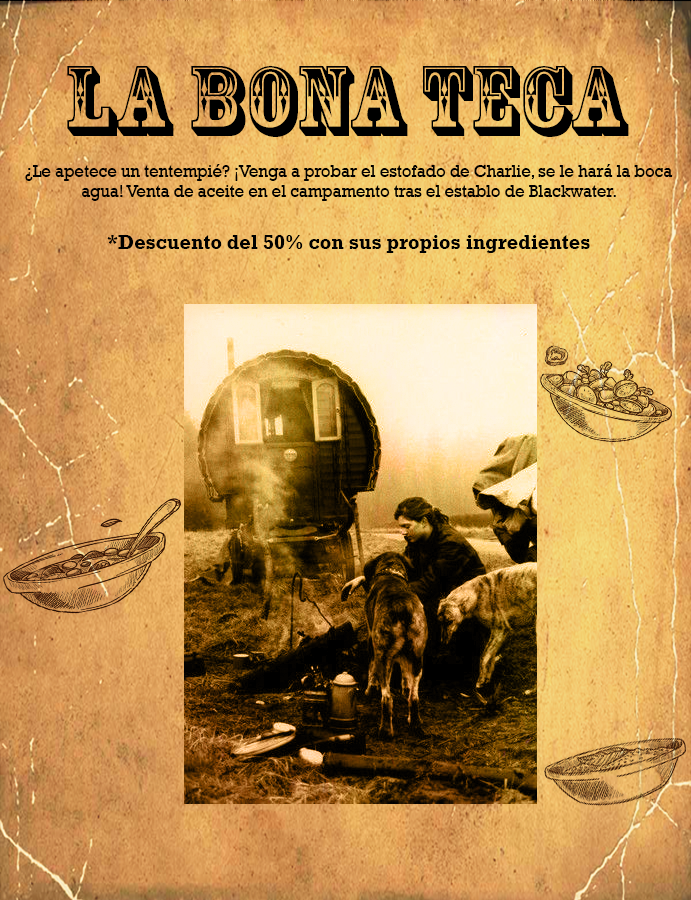 LA BONA TECA
¿Le apetece un tentempié? ¡Venga a probar el estofado de Charlie, se le hará la boca
agua! Venta de aceite en el campamento tras el establo de Blackwater.
*Descuento del 50% con sus propios ingredientes